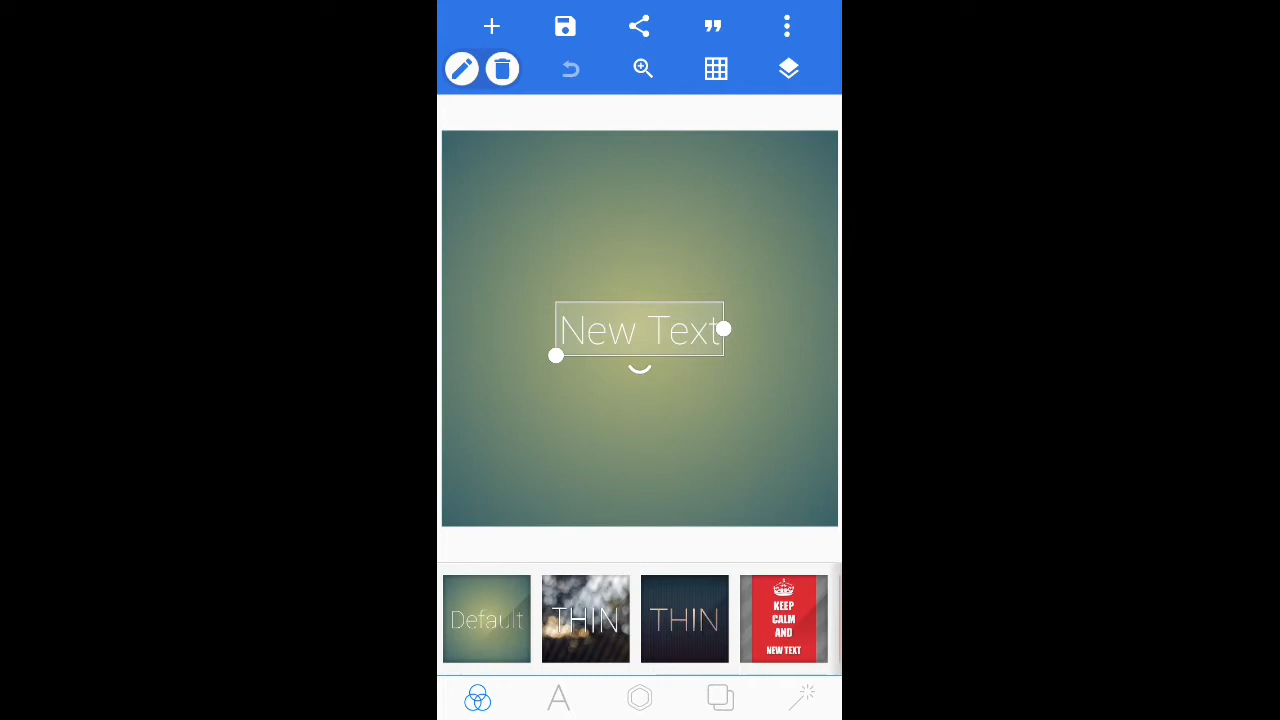 New Text
Default
THIN
THIN
KEEP
CALM
AND
NEW TEXT